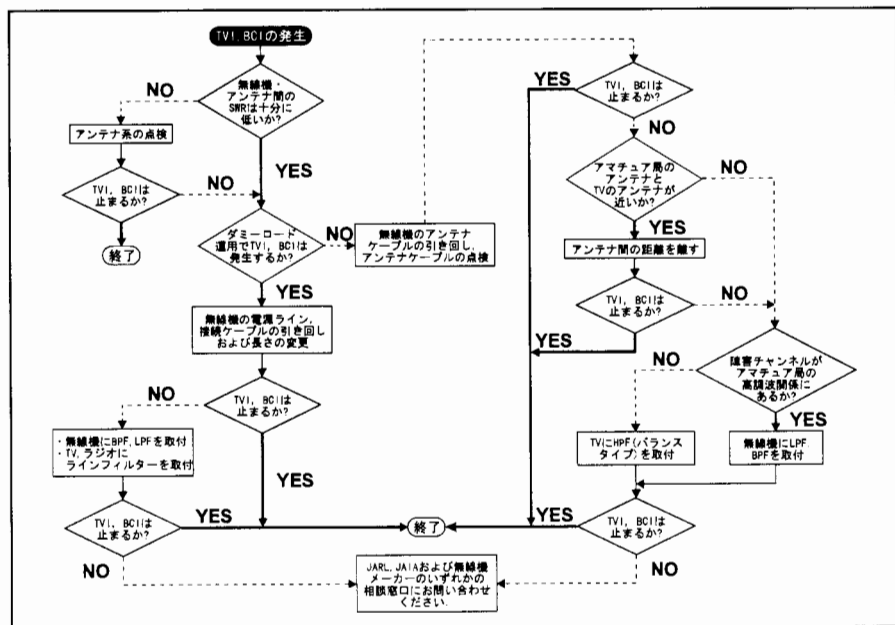 TVI, BCIの発生
無線機・
アンテナ間の
SWRは十分に
低いか?
NO
YES
アンテナ系の点検
TVI, BCIは
止まるか?
NO
終了
ダミーロード
運用でTVI, BCIは
発生するか?
NO
YES
無線機のアンテナ
ケーブルの引き回し,
アンテナケーブルの点検
無線機の電源ライン,
接続ケーブルの引き回し
および長さの変更
TVI, BCIは
止まるか?
NO
YES
・無線機にBPF, LPFを取付
・TV, ラジオに
ラインフィルターを取付
TVI, BCIは
止まるか?
YES
NO
終了
TVI, BCIは
止まるか?
YES
NO
アマチュア局の
アンテナと
TVのアンテナが
近いか?
NO
YES
アンテナ間の距離を離す
TVI, BCIは
止まるか?
NO
YES
障害チャンネルが
アマチュア局の
高調波関係に
あるか?
NO
YES
TVにHPF(バランス
タイプ)を取付
無線機にLPF,
BPFを取付
TVI, BCIは
止まるか?
YES
NO
JARL, JAIAおよび無線機
メーカーのいずれかの
相談窓口にお問い合わせ
ください.